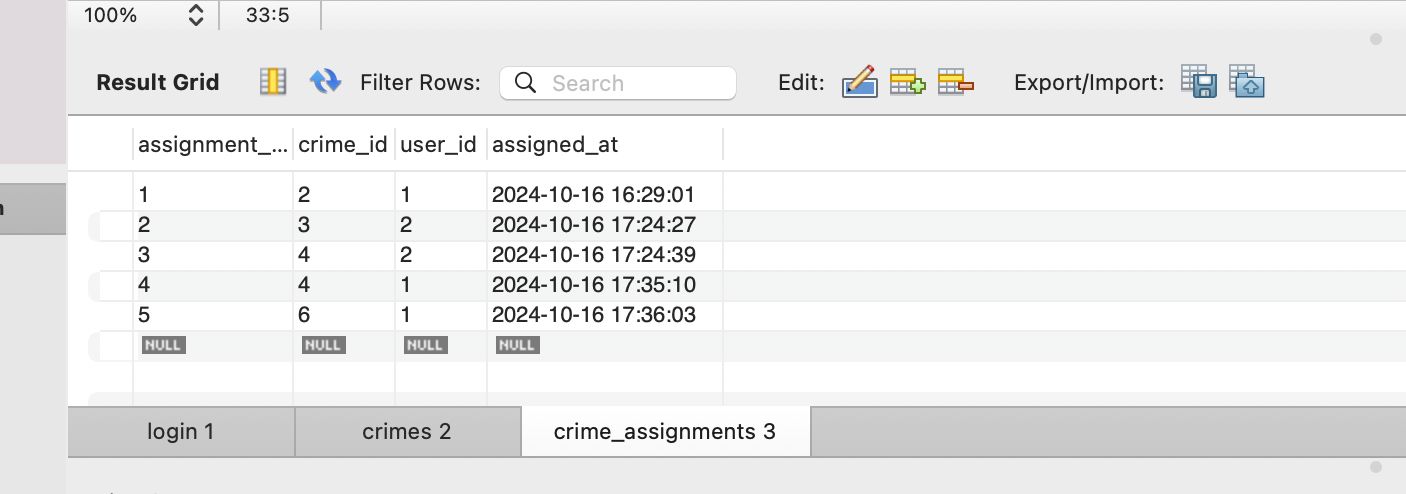 100% 33:5
Result Grid Filter Rows: Search Edit: Export/Import:
assignment_... crime_id user_id assigned_at
1 2 1 2024-10-16 16:29:01
2 3 2 2024-10-16 17:24:27
3 4 2 2024-10-16 17:24:39
4 4 1 2024-10-16 17:35:10
5 6 1 2024-10-16 17:36:03
NULL NULL NULL NULL
login 1 crimes 2 crime_assignments 3